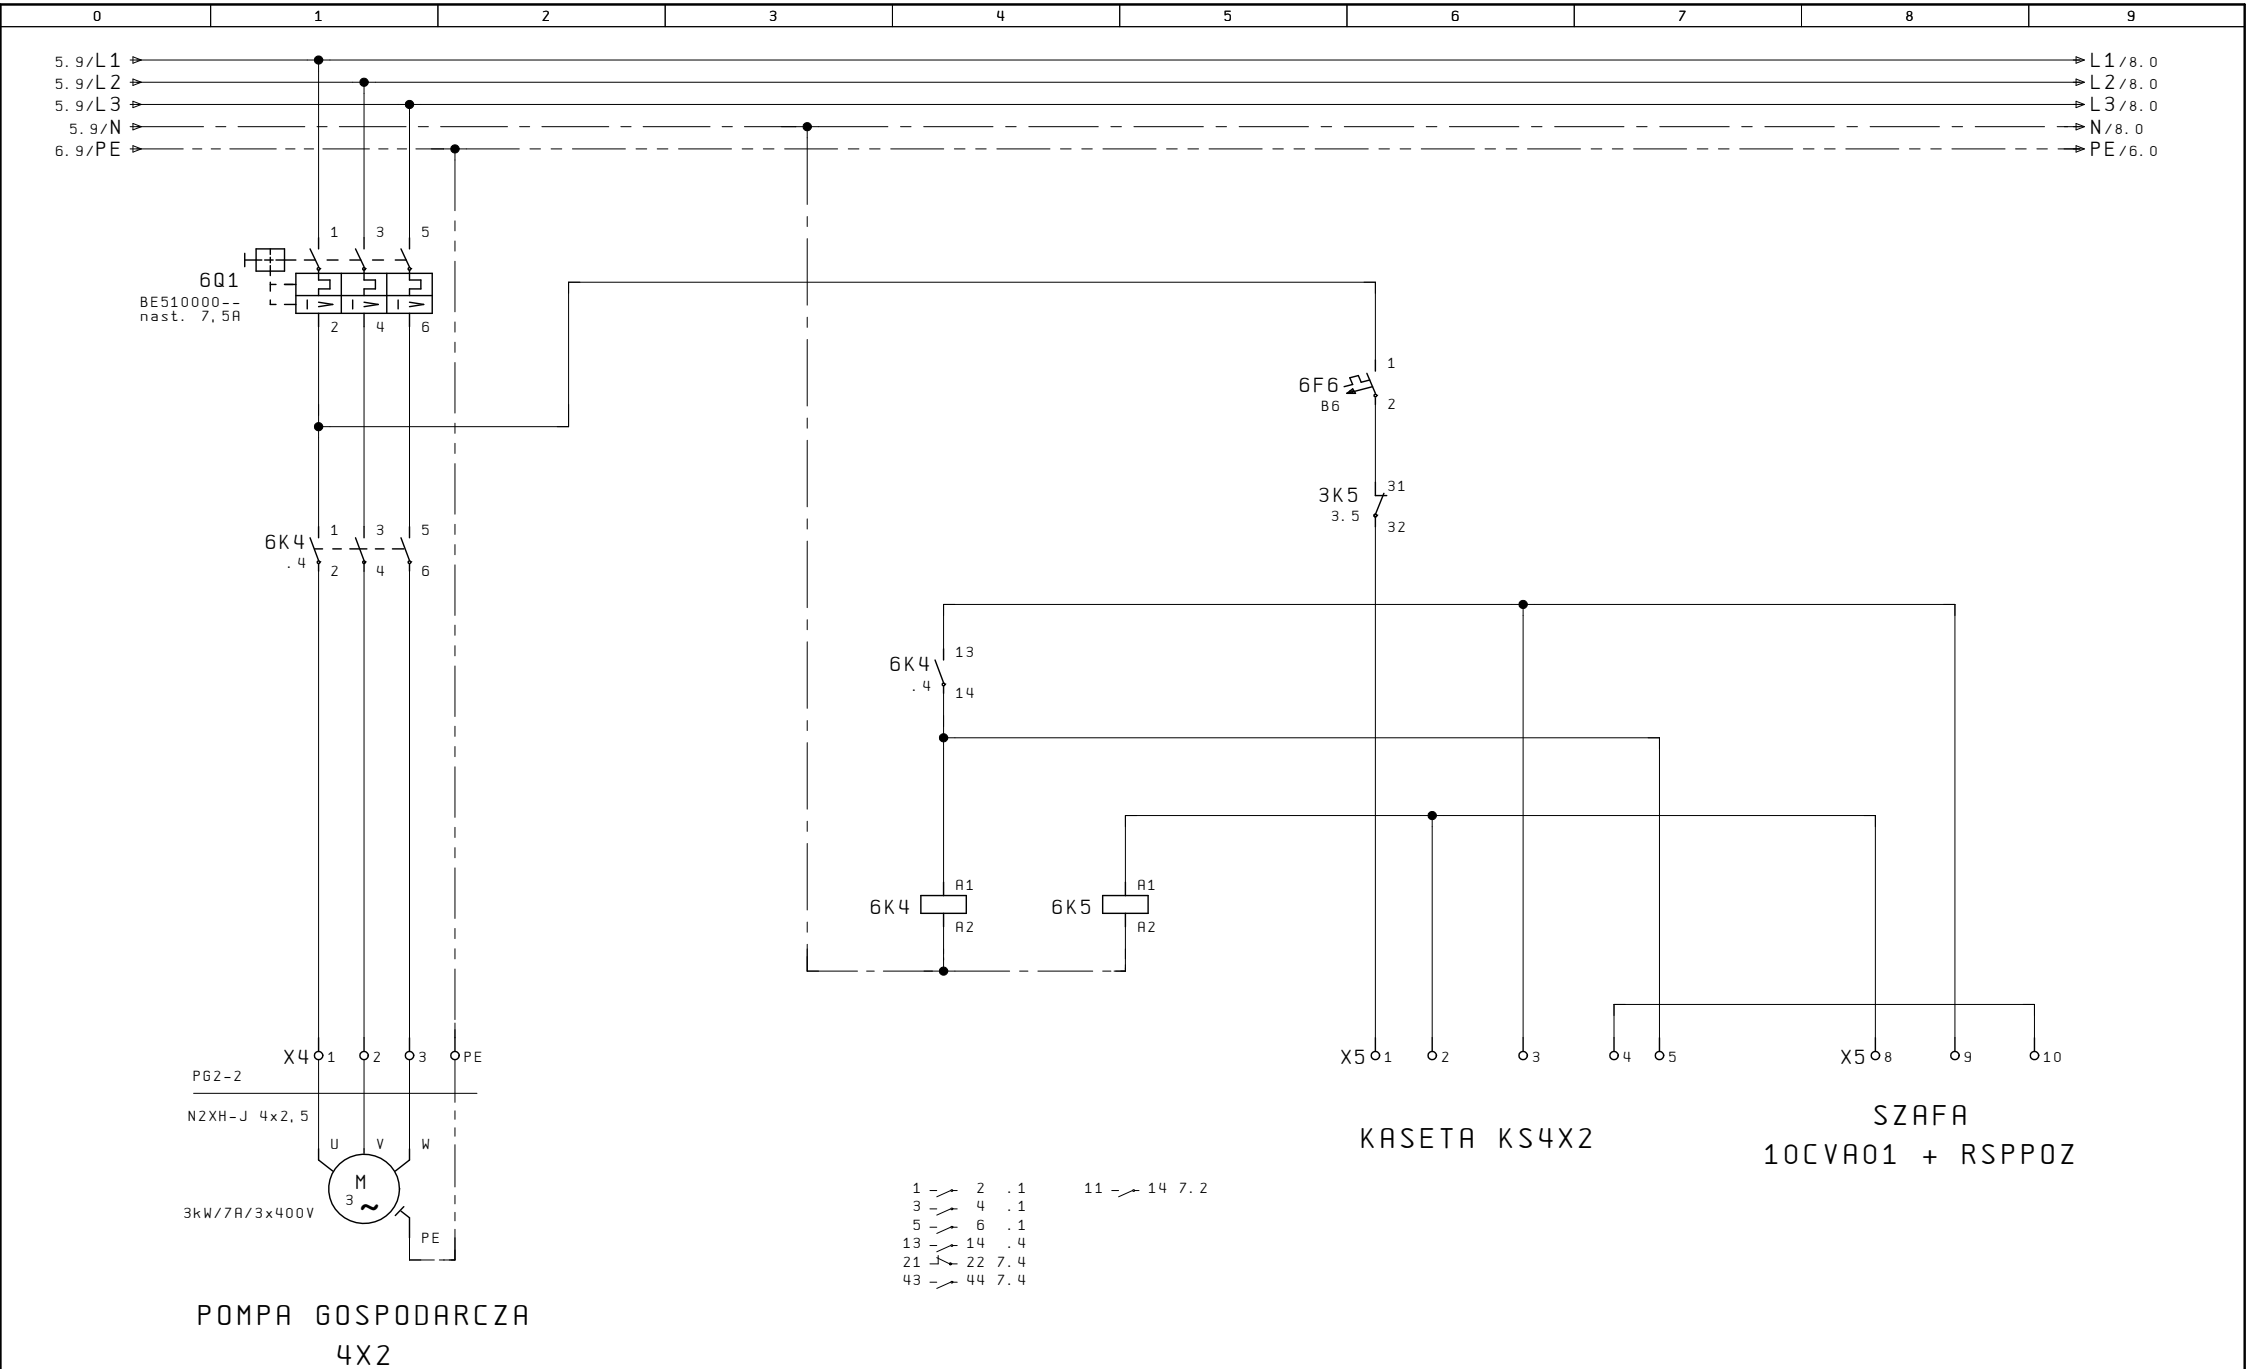 0 1 2 3 4 5 6 7 8 9
5.9/L1 L1/8.0
5.9/L2 L2/8.0
5.9/L3 L3/8.0
5.9/N N/8.0
6.9/PE PE/6.0
1 3 5
6Q1
BE510000--
nast. 7,5A
2 4 6
1
6F6
B6
2
31
3K5
3.5
32
1 3 5
6K4
.4
2 4 6
13
6K4
.4
14
A1 A1
6K4 6K5
A2 A2
X4 1 2 3 PE X5 1 2 3 4 5 X5 8 9 10
PG2-2
N2XH-J 4x2,5
U V W
M
3 ~
3kW/7A/3x400V
PE
KASETA KS4X2
SZAFA
10CVA01 + RSPPOZ
1 2 .1 11 14 7.2
3 4 .1
5 6 .1
13 14 .4
21 22 7.4
43 44 7.4
POMPA GOSPODARCZA
4X2